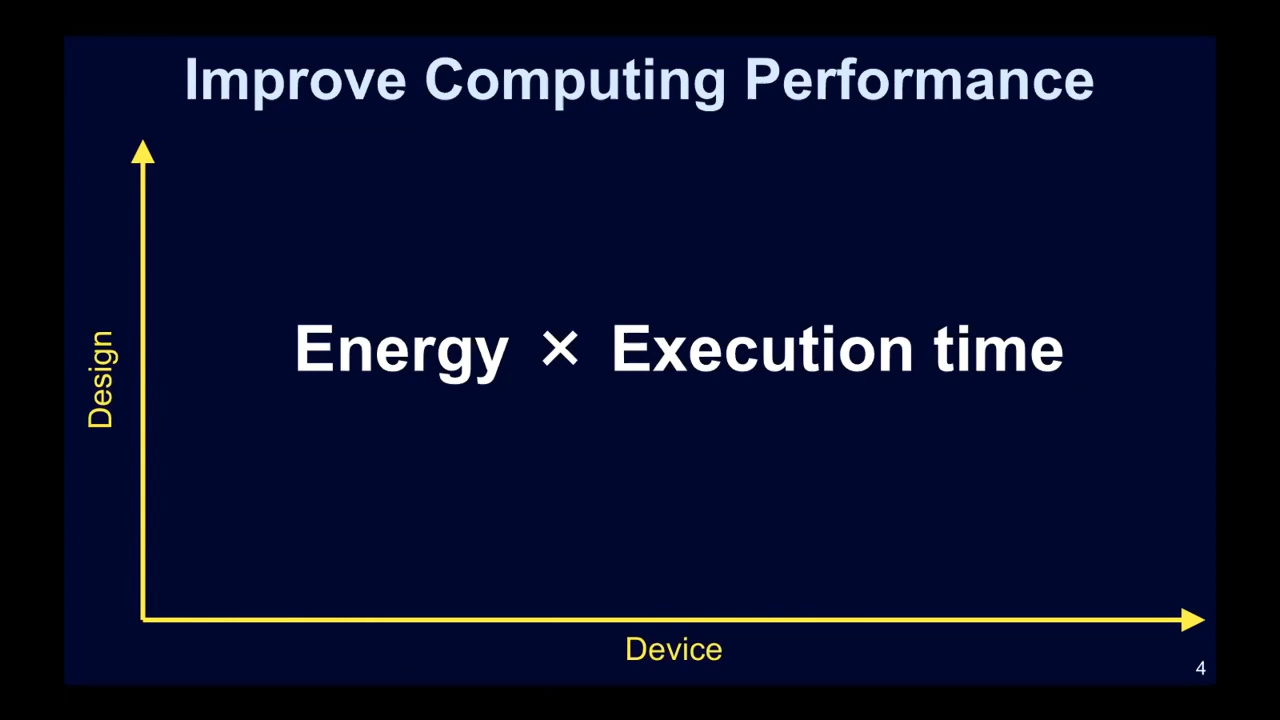 Improve Computing Performance
Design
Energy × Execution time
Device
4